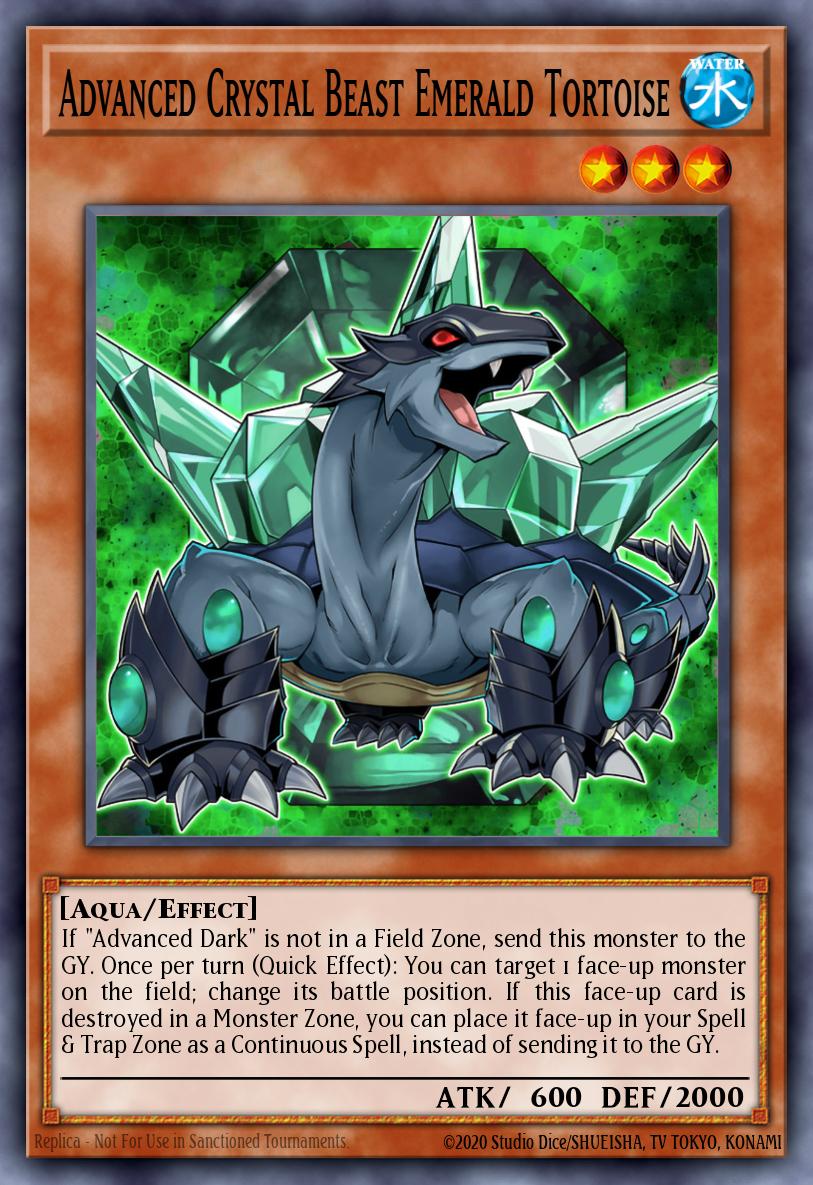 Advanced Crystal Beast Emerald Tortoise
WATER
水
[Aqua/Effect]
If "Advanced Dark" is not in a Field Zone, send this monster to the
GY. Once per turn (Quick Effect): You can target 1 face-up monster
on the field; change its battle position. If this face-up card is
destroyed in a Monster Zone, you can place it face-up in your Spell
& Trap Zone as a Continuous Spell, instead of sending it to the GY.
ATK/ 600 DEF/2000
Replica - Not For Use in Sanctioned Tournaments.
©2020 Studio Dice/SHUEISHA, TV TOKYO, KONAMI